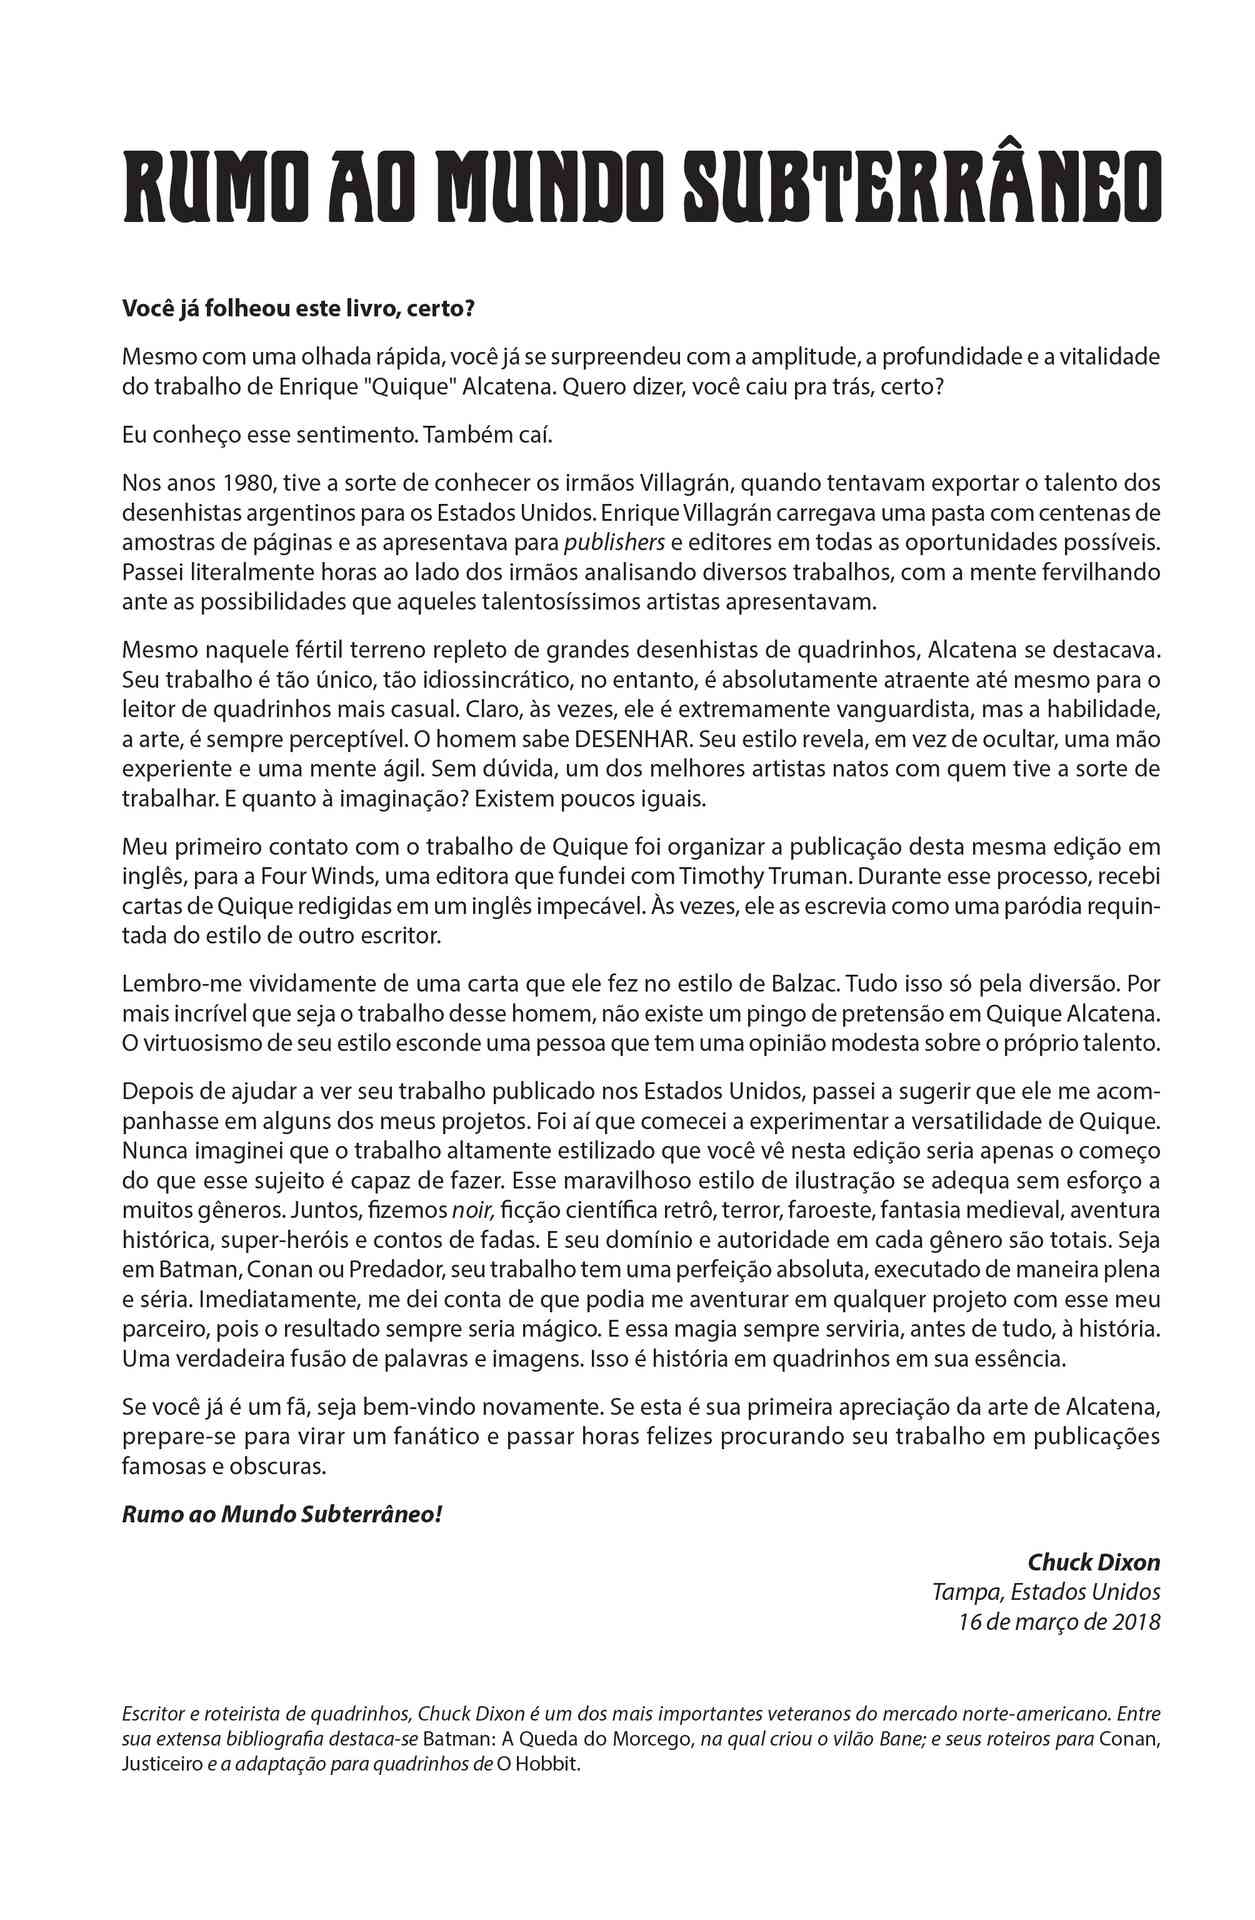 RUMO AO MUNDO SUBTERRÂNEO
Você já folheou este livro, certo?
Mesmo com uma olhada rápida, você já se surpreendeu com a amplitude, a profundidade e a vitalidade
do trabalho de Enrique "Quique" Alcatena. Quero dizer, você caiu pra trás, certo?
Eu conheço esse sentimento. Também caí.
Nos anos 1980, tive a sorte de conhecer os irmãos Villagrán, quando tentavam exportar o talento dos
desenhistas argentinos para os Estados Unidos. Enrique Villagrán carregava uma pasta com centenas de
amostras de páginas e as apresentava para publishers e editores em todas as oportunidades possíveis.
Passei literalmente horas ao lado dos irmãos analisando diversos trabalhos, com a mente fervilhando
ante as possibilidades que aqueles talentosíssimos artistas apresentavam.
Mesmo naquele fértil terreno repleto de grandes desenhistas de quadrinhos, Alcatena se destacava.
Seu trabalho é tão único, tão idiossincrático, no entanto, é absolutamente atraente até mesmo para o
leitor de quadrinhos mais casual. Claro, às vezes, ele é extremamente vanguardista, mas a habilidade,
a arte, é sempre perceptível. O homem sabe DESENHAR. Seu estilo revela, em vez de ocultar, uma mão
experiente e uma mente ágil. Sem dúvida, um dos melhores artistas natos com quem tive a sorte de
trabalhar. E quanto à imaginação? Existem poucos iguais.
Meu primeiro contato com o trabalho de Quique foi organizar a publicação desta mesma edição em
inglês, para a Four Winds, uma editora que fundei com Timothy Truman. Durante esse processo, recebi
cartas de Quique redigidas em um inglês impecável. Às vezes, ele as escrevia como uma paródia requin-
tada do estilo de outro escritor.
Lembro-me vividamente de uma carta que ele fez no estilo de Balzac. Tudo isso só pela diversão. Por
mais incrível que seja o trabalho desse homem, não existe um pingo de pretensão em Quique Alcatena.
O virtuosismo de seu estilo esconde uma pessoa que tem uma opinião modesta sobre o próprio talento.
Depois de ajudar a ver seu trabalho publicado nos Estados Unidos, passei a sugerir que ele me acom-
panhasse em alguns dos meus projetos. Foi aí que comecei a experimentar a versatilidade de Quique.
Nunca imaginei que o trabalho altamente estilizado que você vê nesta edição seria apenas o começo
do que esse sujeito é capaz de fazer. Esse maravilhoso estilo de ilustração se adequa sem esforço a
muitos gêneros. Juntos, fizemos noir, ficção científica retrô, terror, faroeste, fantasia medieval, aventura
histórica, super-heróis e contos de fadas. E seu domínio e autoridade em cada gênero são totais. Seja
em Batman, Conan ou Predador, seu trabalho tem uma perfeição absoluta, executado de maneira plena
e séria. Imediatamente, me dei conta de que podia me aventurar em qualquer projeto com esse meu
parceiro, pois o resultado sempre seria mágico. E essa magia sempre serviria, antes de tudo, à história.
Uma verdadeira fusão de palavras e imagens. Isso é história em quadrinhos em sua essência.
Se você já é um fã, seja bem-vindo novamente. Se esta é sua primeira apreciação da arte de Alcatena,
prepare-se para virar um fanático e passar horas felizes procurando seu trabalho em publicações
famosas e obscuras.
Rumo ao Mundo Subterrâneo!
Chuck Dixon
Tampa, Estados Unidos
16 de março de 2018
Escritor e roteirista de quadrinhos, Chuck Dixon é um dos mais importantes veteranos do mercado norte-americano. Entre
sua extensa bibliografia destaca-se Batman: A Queda do Morcego, na qual criou o vilão Bane; e seus roteiros para Conan,
Justiceiro e a adaptação para quadrinhos de O Hobbit.